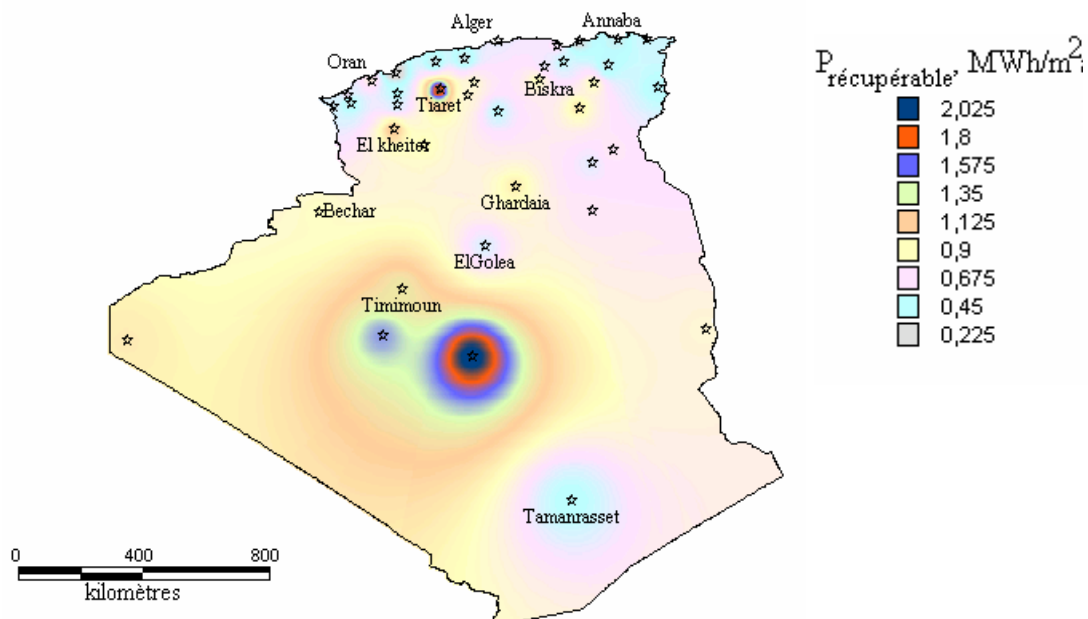 Alger
Annaba
Oran
Tiaret
Biskra
El kheiter
Ghardaia
Bechar
ElGolea
Timimoun
Tamanrasset
0 400 800
kilomètres
Précupérable, MWh/m²
2,025
1,8
1,575
1,35
1,125
0,9
0,675
0,45
0,225